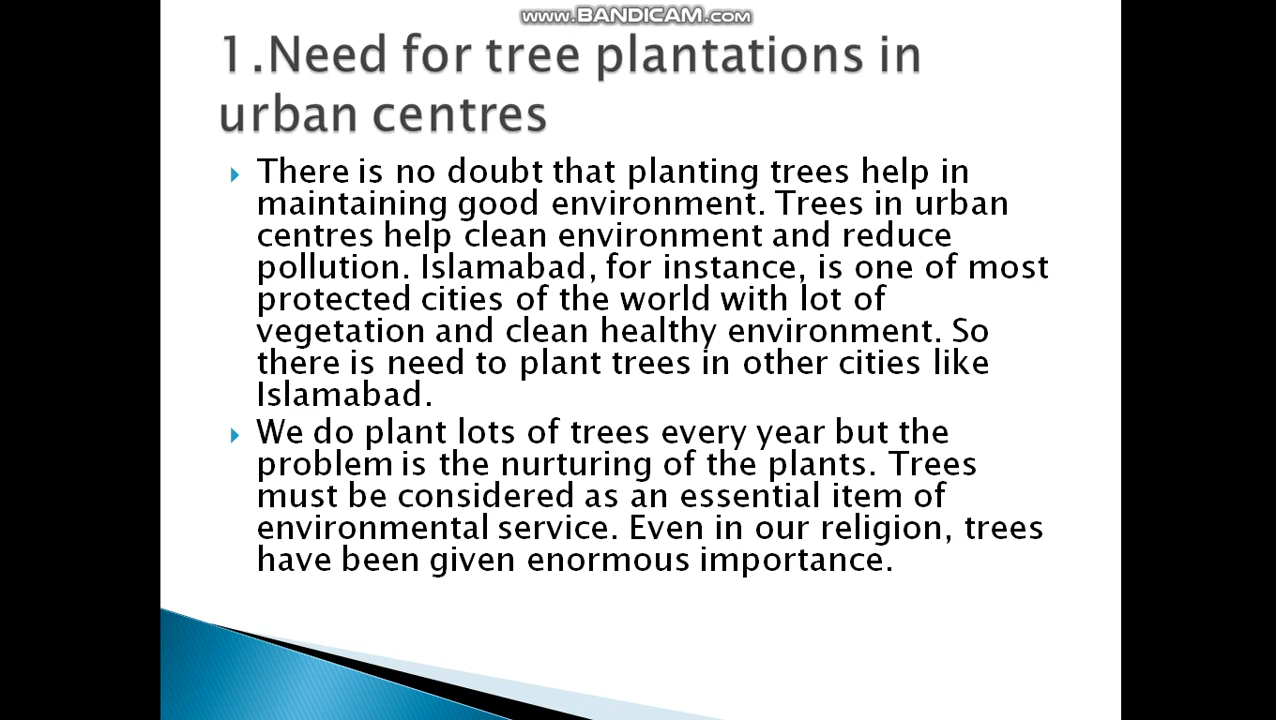 www.BANDICAM.com
1.Need for tree plantations in
urban centres
There is no doubt that planting trees help in
maintaining good environment. Trees in urban
centres help clean environment and reduce
pollution. Islamabad, for instance, is one of most
protected cities of the world with lot of
vegetation and clean healthy environment. So
there is need to plant trees in other cities like
Islamabad.
We do plant lots of trees every year but the
problem is the nurturing of the plants. Trees
must be considered as an essential item of
environmental service. Even in our religion, trees
have been given enormous importance.